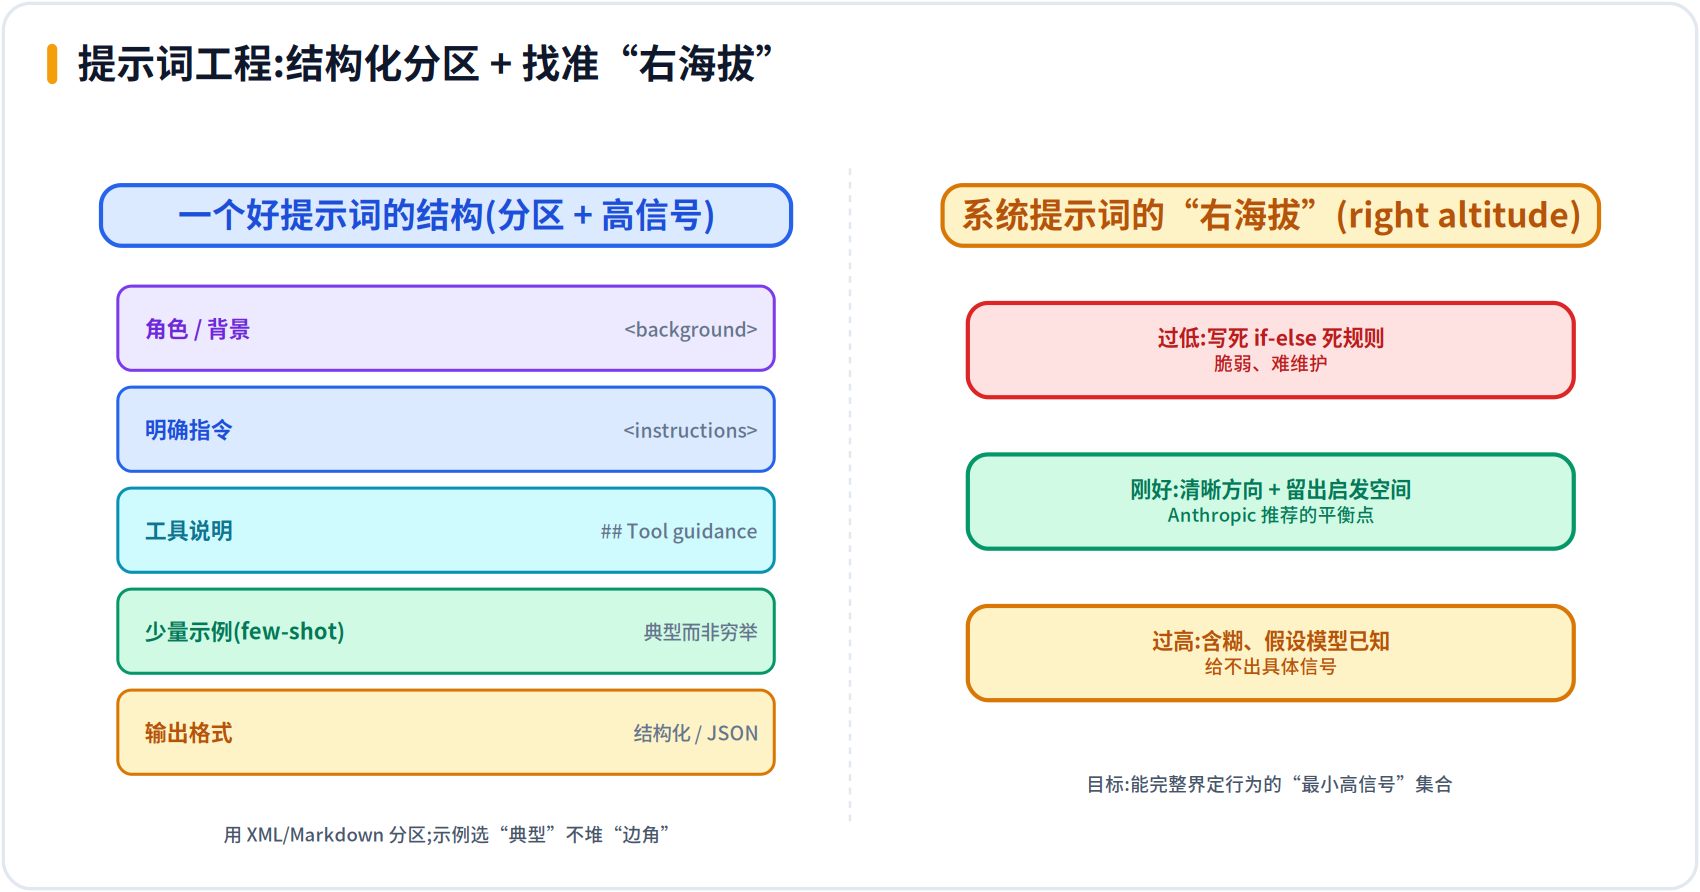 提示词工程:结构化分区 + 找准“右海拔”
一个好提示词的结构(分区 + 高信号)
角色 / 背景
<background>
明确指令
<instructions>
工具说明
## Tool guidance
少量示例(few-shot)
典型而非穷举
输出格式
结构化 / JSON
用 XML/Markdown 分区;示例选“典型”不堆“边角”
系统提示词的“右海拔”(right altitude)
过低:写死 if-else 死规则
脆弱、难维护
刚好:清晰方向 + 留出启发空间
Anthropic 推荐的平衡点
过高:含糊、假设模型已知
给不出具体信号
目标:能完整界定行为的“最小高信号”集合